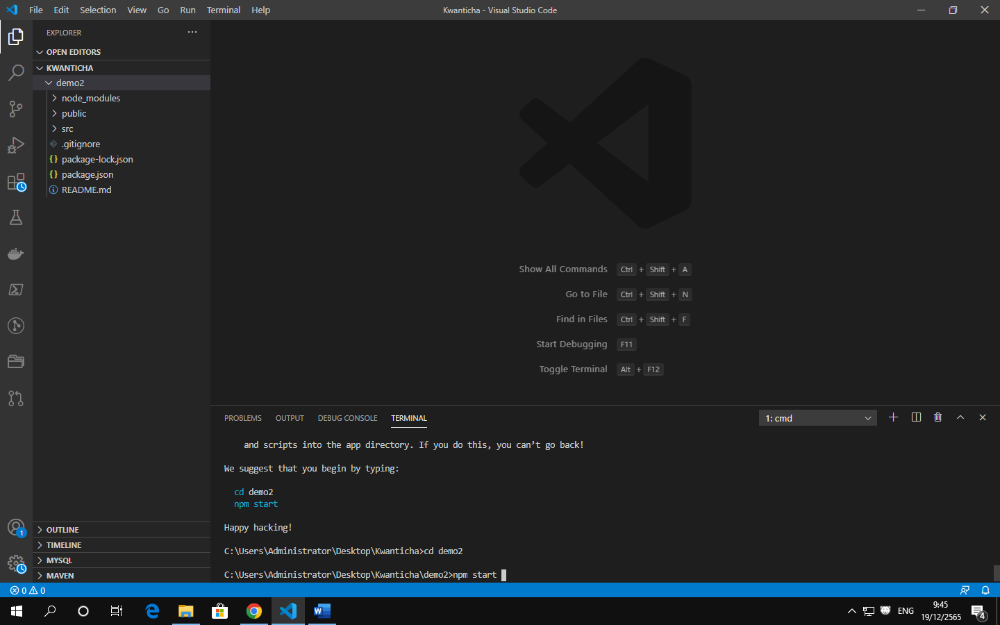 File Edit Selection View Go Run Terminal Help
Kwanticha - Visual Studio Code
EXPLORER
OPEN EDITORS
KWANTICHA
demo2
node_modules
public
src
.gitignore
package-lock.json
package.json
README.md
OUTLINE
TIMELINE
MYSQL
MAVEN
Show All Commands Ctrl + Shift + A
Go to File Ctrl + Shift + N
Find in Files Ctrl + Shift + F
Start Debugging F11
Toggle Terminal Alt + F12
PROBLEMS OUTPUT DEBUG CONSOLE TERMINAL
1: cmd
and scripts into the app directory. If you do this, you can’t go back!
We suggest that you begin by typing:
cd demo2
npm start
Happy hacking!
C:\Users\Administrator\Desktop\Kwanticha>cd demo2
C:\Users\Administrator\Desktop\Kwanticha\demo2>npm start
1
0 0
ENG
9:45
19/12/2565
4